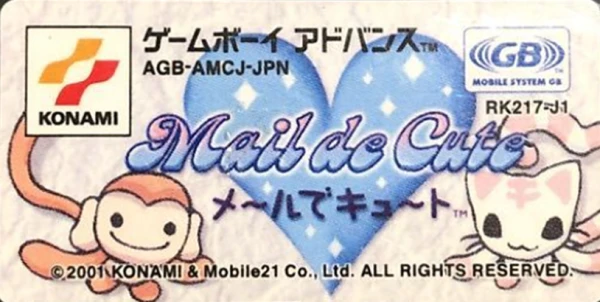 KONAMI
ゲームボーイ アドバンス™
AGB-AMCJ-JPN
GB™
MOBILE SYSTEM GB
RK217-J1
Mail de Cute
メールでキュート™
©2001 KONAMI & Mobile21 Co., Ltd. ALL RIGHTS RESERVED.